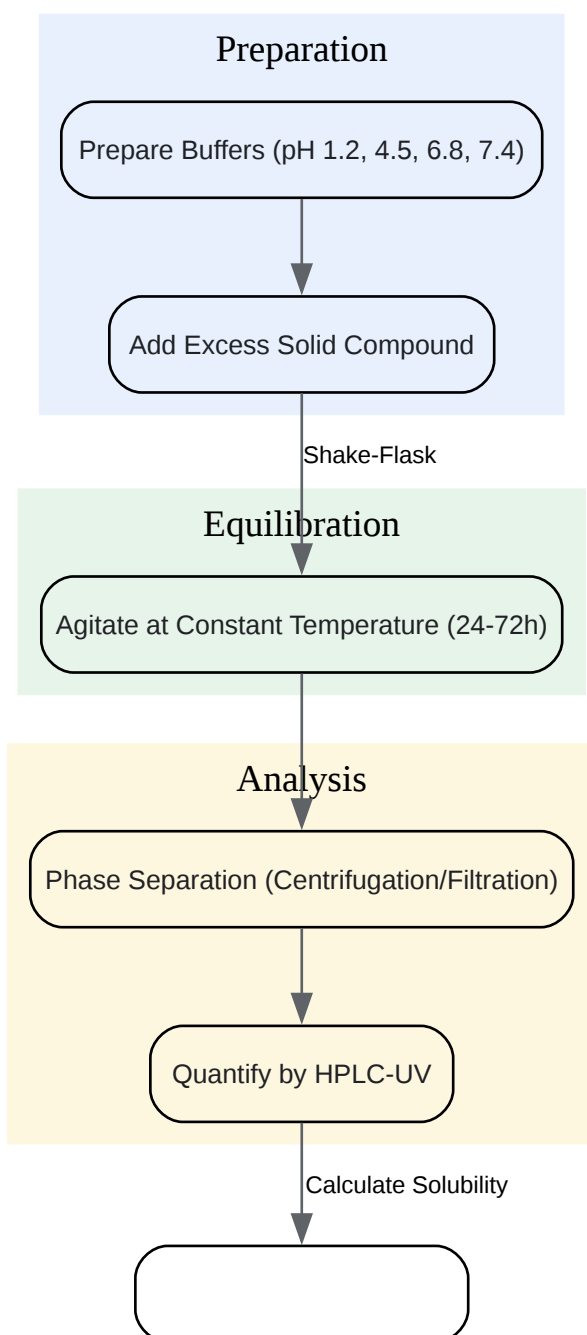 Preparation
Prepare Buffers (pH 1.2, 4.5, 6.8, 7.4)
Add Excess Solid Compound
Shake-Flask
Equilibration
Agitate at Constant Temperature (24-72h)
Analysis
Phase Separation (Centrifugation/Filtration)
Quantify by HPLC-UV
Calculate Solubility